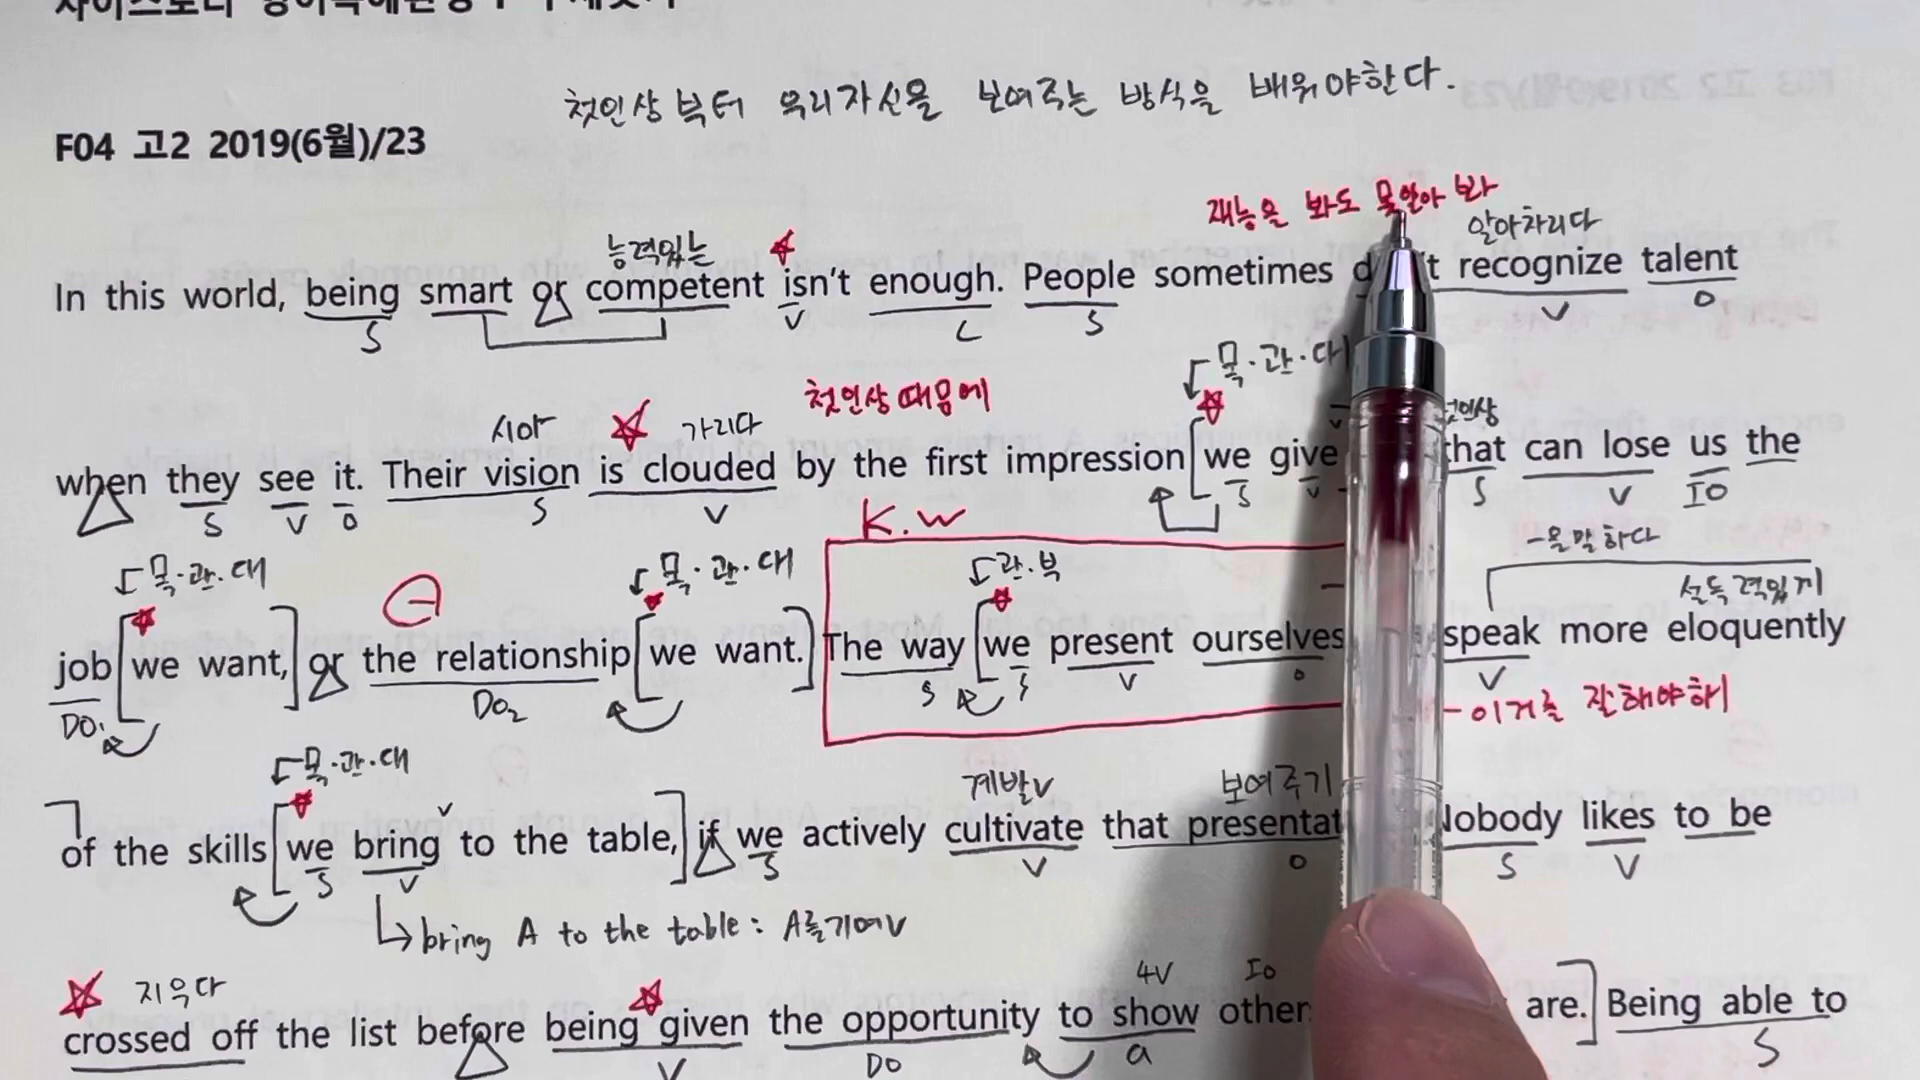 첫인상부터 우리자신을 보여주는 방식을 배워야한다.
F04 고2 2019(6월)/23
재능을 봐도 못알아 봐
능력있는 알아차리다
In this world, being smart or competent isn't enough. People sometimes recognize talent
S V C S V O
목·관·대
시야 가리다 첫인상 때문에 첫인상
when they see it. Their vision is clouded by the first impression we give that can lose us the
S V O S V S V S V IO
K.W
목·관·대 목·관·대 관·부 -을 말하다
설득력있게
job we want, or the relationship we want. The way we present ourselves speak more eloquently
DO1 DO2 S S V O V
-이거를 잘해야해
목·관·대 계발V 보여주기
of the skills we bring to the table, if we actively cultivate that Nobody likes to be
S V S V O S V
bring A to the table: A를기여V
지우다 4V IO
crossed off the list before being given the opportunity to show are. Being able to
V DO a S